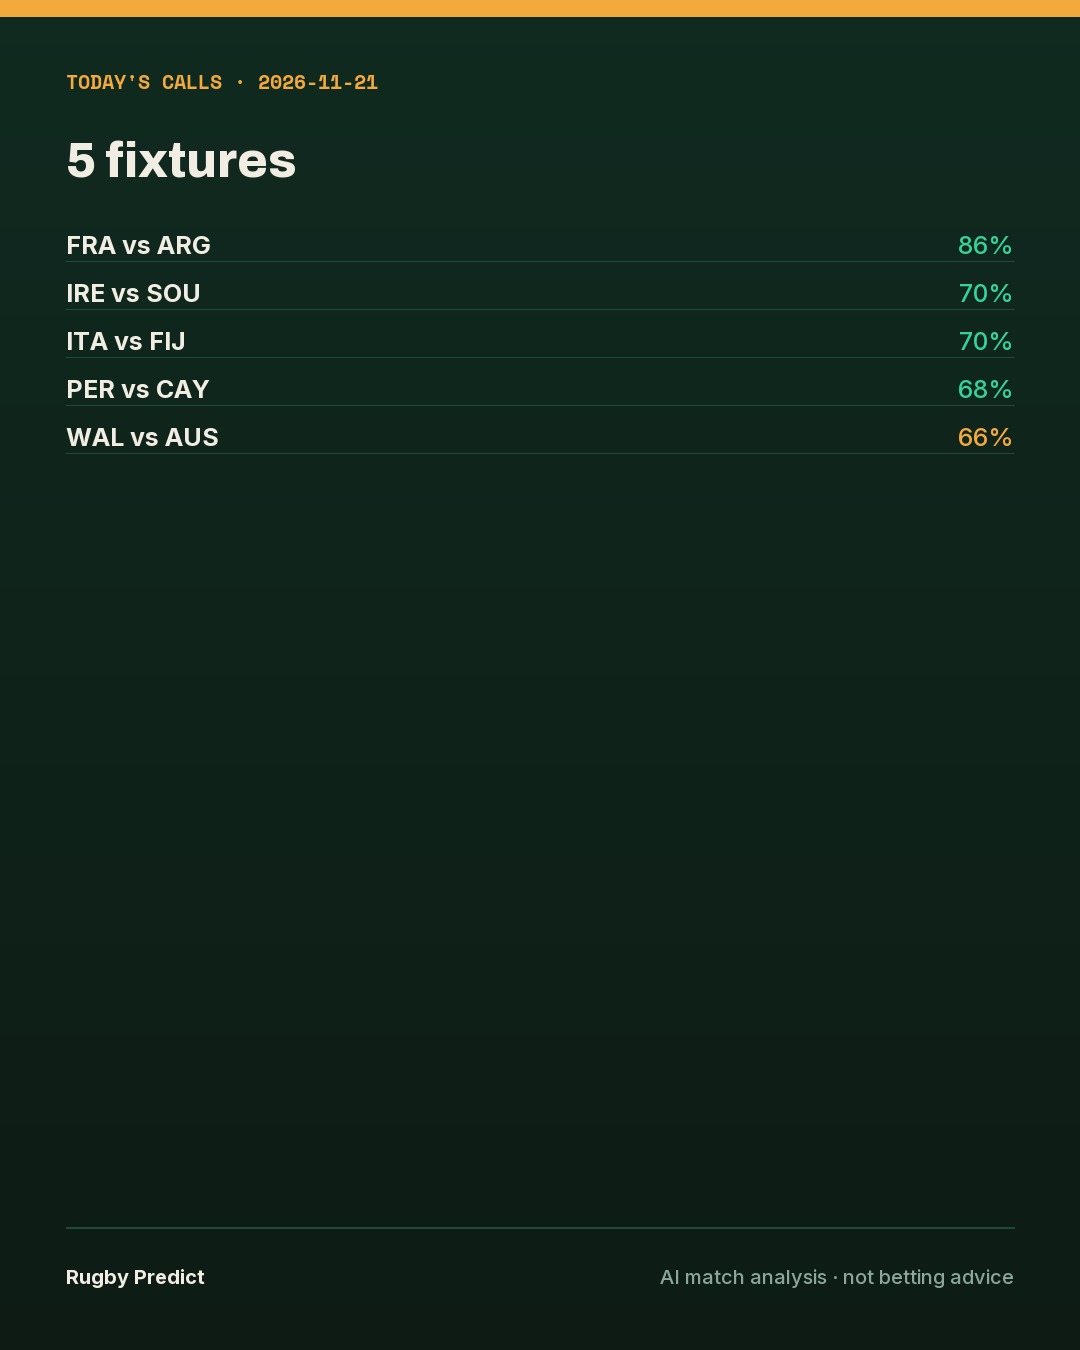 TODAY'S CALLS · 2026-11-21
5 fixtures
FRA vs ARG 86%
IRE vs SOU 70%
ITA vs FIJ 70%
PER vs CAY 68%
WAL vs AUS 66%
Rugby Predict AI match analysis · not betting advice